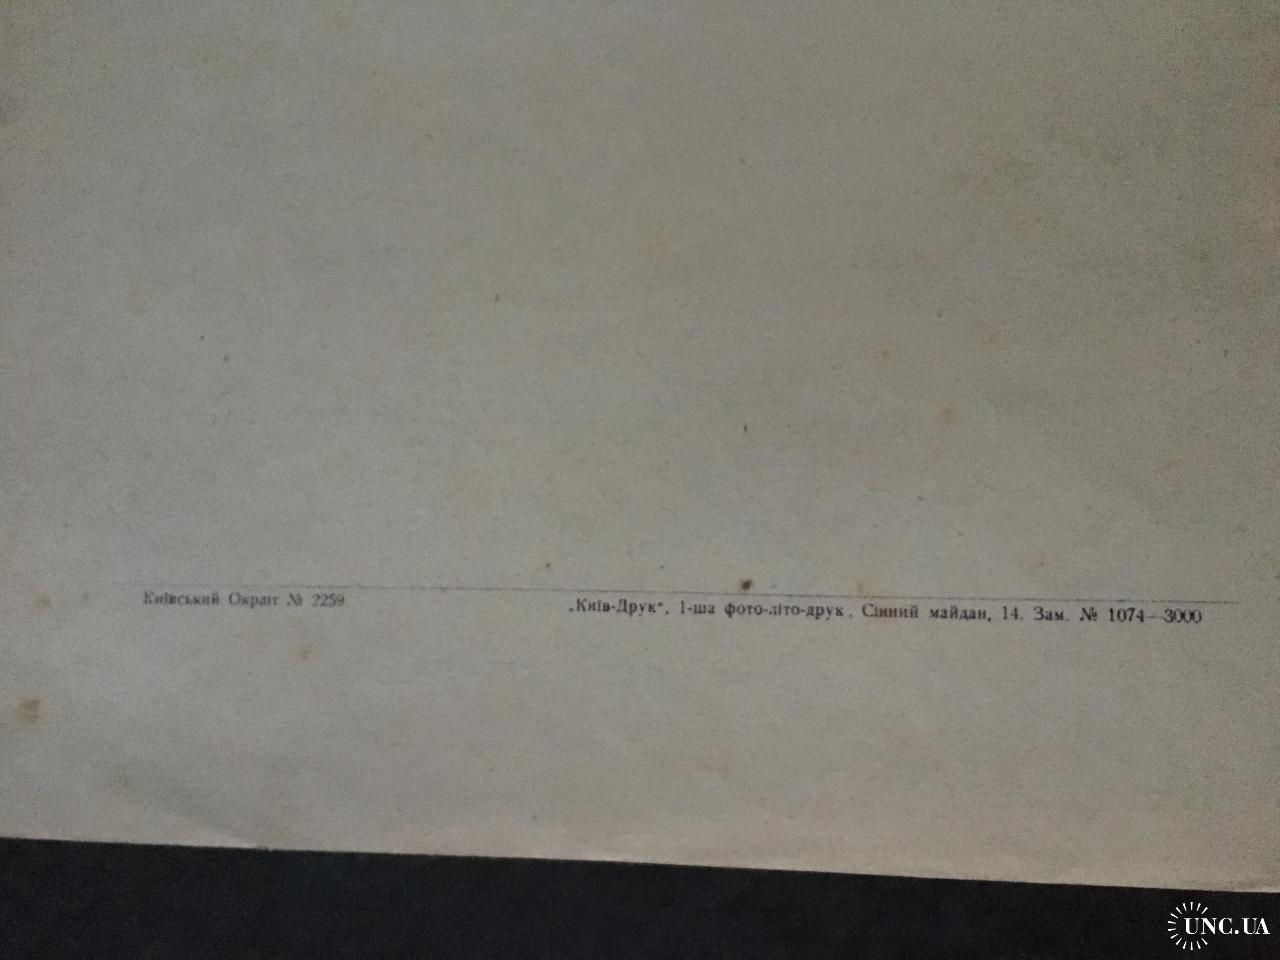 Київський Окрліт № 2259
„Київ-Друк“, 1-ша фото-літо-друк. Сінний майдан, 14. Зам. № 1074—3000
UNC.UA